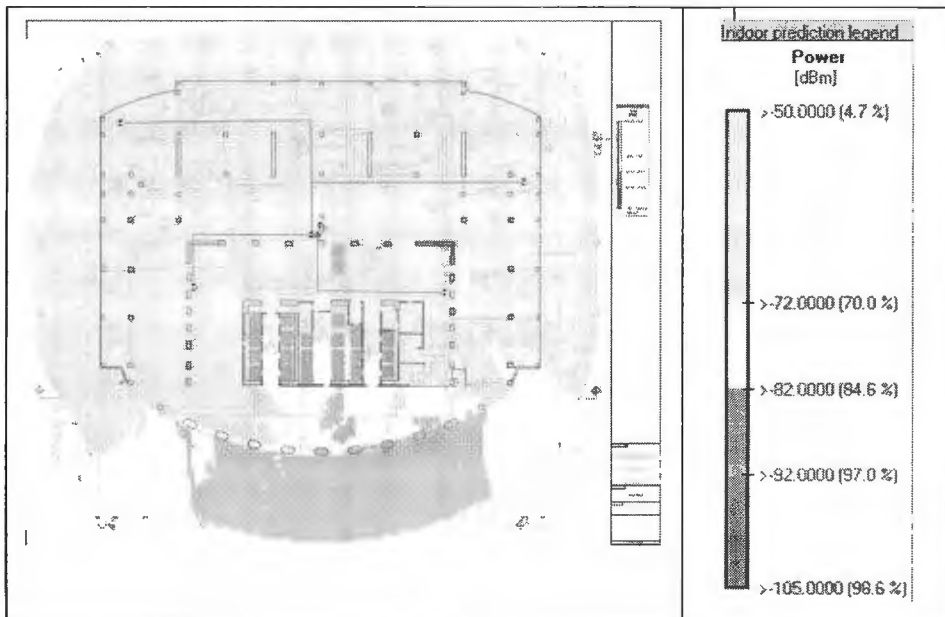 Indoor prediction legend
Power
[dBm]
>-50.0000 (4.7 %)
>-72.0000 (70.0 %)
>-82.0000 (84.6 %)
>-92.0000 (97.0 %)
>-105.0000 (98.6 %)